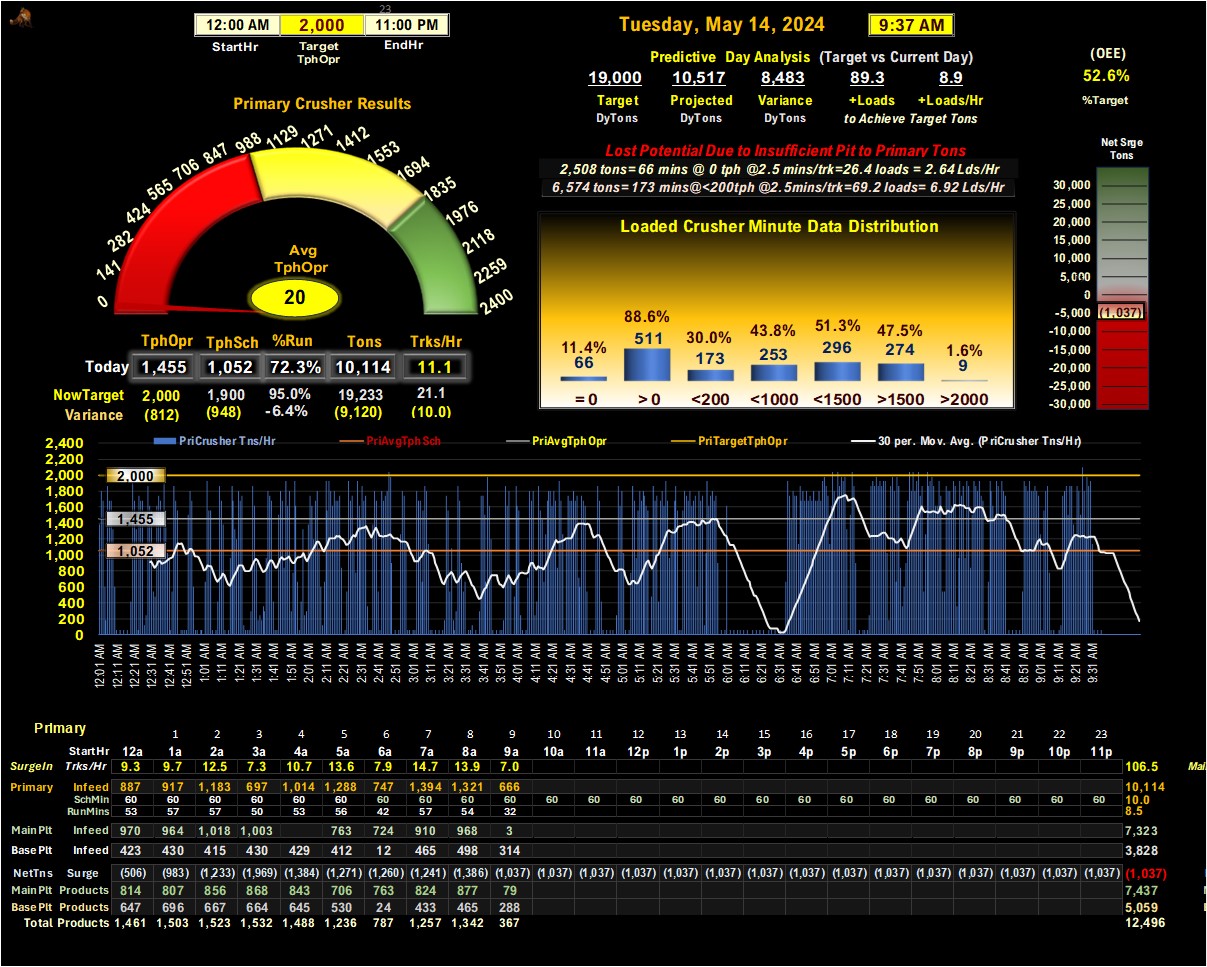 23
12:00 AM 2,000 11:00 PM
StartHr Target TphOpr EndHr
Tuesday, May 14, 2024 9:37 AM
Predictive Day Analysis (Target vs Current Day)
19,000 10,517 8,483 89.3 8.9
Target Projected Variance +Loads +Loads/Hr
DyTons DyTons DyTons to Achieve Target Tons
(OEE)
52.6%
%Target
Primary Crusher Results
0 141 282 424 565 706 847 988 1129 1271 1412 1553 1694 1835 1976 2118 2259 2400
Avg
TphOpr
20
Lost Potential Due to Insufficient Pit to Primary Tons
2,508 tons=66 mins @ 0 tph @2.5 mins/trk=26.4 loads = 2.64 Lds/Hr
6,574 tons=173 mins@<200tph @2.5mins/trk=69.2 loads= 6.92 Lds/Hr
Net Srge
Tons
30,000
25,000
20,000
15,000
10,000
5,000
0
-5,000
(1,037)
-10,000
-15,000
-20,000
-25,000
-30,000
Loaded Crusher Minute Data Distribution
11.4% 88.6% 30.0% 43.8% 51.3% 47.5% 1.6%
66 511 173 253 296 274 9
= 0 > 0 <200 <1000 <1500 >1500 >2000
TphOpr TphSch %Run Tons Trks/Hr
Today 1,455 1,052 72.3% 10,114 11.1
NowTarget 2,000 1,900 95.0% 19,233 21.1
Variance (812) (948) -6.4% (9,120) (10.0)
PriCrusher Tns/Hr PriAvgTphSch PriAvgTphOpr PriTargetTphOpr 30 per. Mov. Avg. (PriCrusher Tns/Hr)
2,400
2,200
2,000
1,800
1,600
1,400
1,200
1,000
800
600
400
200
0
2,000
1,455
1,052
12:01 AM 12:11 AM 12:21 AM 12:31 AM 12:41 AM 12:51 AM 1:01 AM 1:11 AM 1:21 AM 1:31 AM 1:41 AM 1:51 AM 2:01 AM 2:11 AM 2:21 AM 2:31 AM 2:41 AM 2:51 AM 3:01 AM 3:11 AM 3:21 AM 3:31 AM 3:41 AM 3:51 AM 4:01 AM 4:11 AM 4:21 AM 4:31 AM 4:41 AM 4:51 AM 5:01 AM 5:11 AM 5:21 AM 5:31 AM 5:41 AM 5:51 AM 6:01 AM 6:11 AM 6:21 AM 6:31 AM 6:41 AM 6:51 AM 7:01 AM 7:11 AM 7:21 AM 7:31 AM 7:41 AM 7:51 AM 8:01 AM 8:11 AM 8:21 AM 8:31 AM 8:41 AM 8:51 AM 9:01 AM 9:11 AM 9:21 AM 9:31 AM
Primary
1 2 3 4 5 6 7 8 9 10 11 12 13 14 15 16 17 18 19 20 21 22 23
StartHr 12a 1a 2a 3a 4a 5a 6a 7a 8a 9a 10a 11a 12p 1p 2p 3p 4p 5p 6p 7p 8p 9p 10p 11p
SurgeIn Trks/Hr 9.3 9.7 12.5 7.3 10.7 13.6 7.9 14.7 13.9 7.0 106.5
Primary Infeed 887 917 1,183 697 1,014 1,288 747 1,394 1,321 666 10,114
SchMin 60 60 60 60 60 60 60 60 60 60 60 60 60 60 60 60 60 60 60 60 60 60 60 60 10.0
RunMins 53 57 57 50 53 56 42 57 54 32 8.5
MainPlt Infeed 970 964 1,018 1,003 763 724 910 968 3 7,323
BasePlt Infeed 423 430 415 430 429 412 12 465 498 314 3,828
NetTns Surge (506) (983) (1,233) (1,969) (1,384) (1,271) (1,260) (1,241) (1,386) (1,037) (1,037) (1,037) (1,037) (1,037) (1,037) (1,037) (1,037) (1,037) (1,037) (1,037) (1,037) (1,037) (1,037) (1,037) (1,037)
MainPlt Products 814 807 856 868 843 706 763 824 877 79 7,437
BasePlt Products 647 696 667 664 645 530 24 433 465 288 5,059
Total Products 1,461 1,503 1,523 1,532 1,488 1,236 787 1,257 1,342 367 12,496